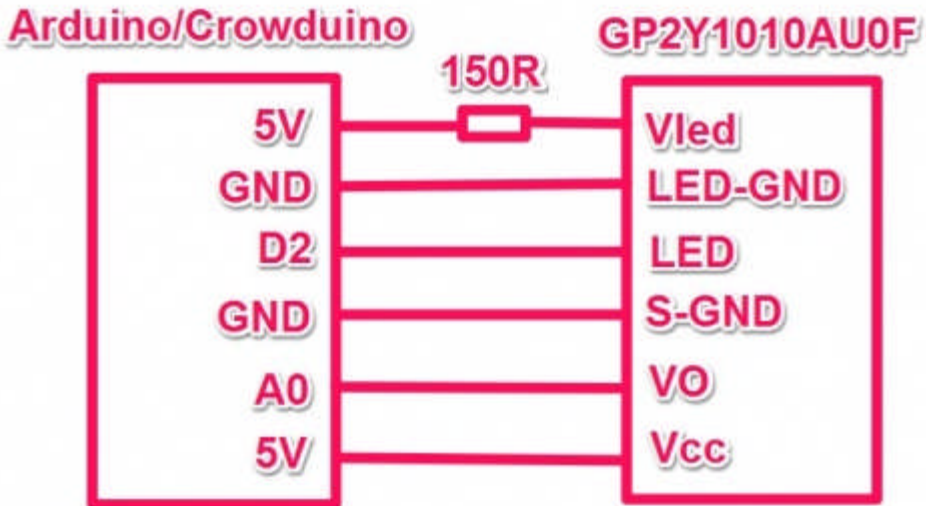 Arduino/Crowduino
GP2Y1010AU0F
150R
5V
Vled
GND
LED-GND
D2
LED
GND
S-GND
A0
VO
5V
Vcc